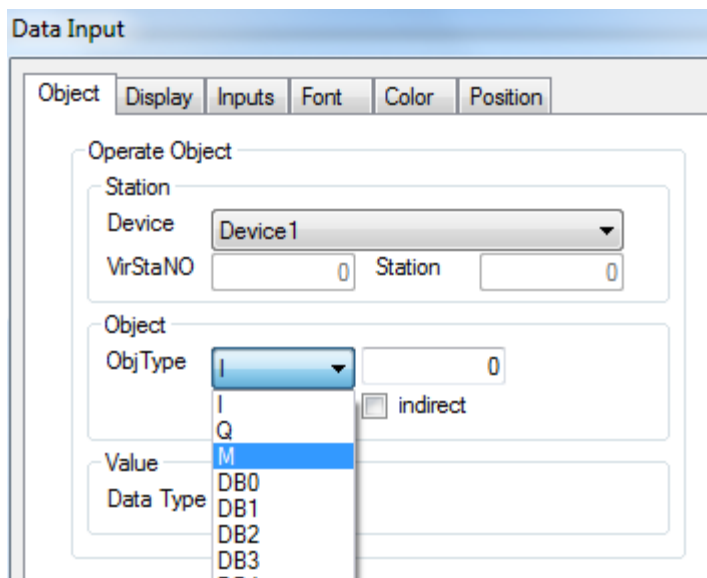 Data Input
Object Display Inputs Font Color Position
Operate Object
Station
Device Device1
VirStaNO 0 Station 0
Object
ObjType I 0
I indirect
Q
M
Value
DB0
Data Type DB1
DB2
DB3